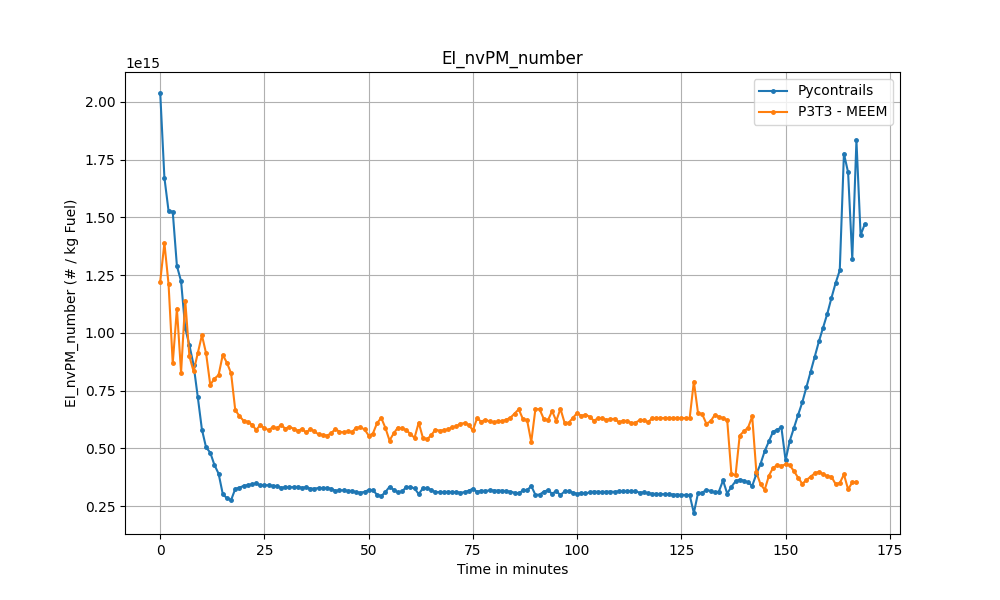 EI_nvPM_number
1e15
2.00
1.75
1.50
1.25
1.00
0.75
0.50
0.25
EI_nvPM_number (# / kg Fuel)
Pycontrails
P3T3 - MEEM
0 25 50 75 100 125 150 175
Time in minutes